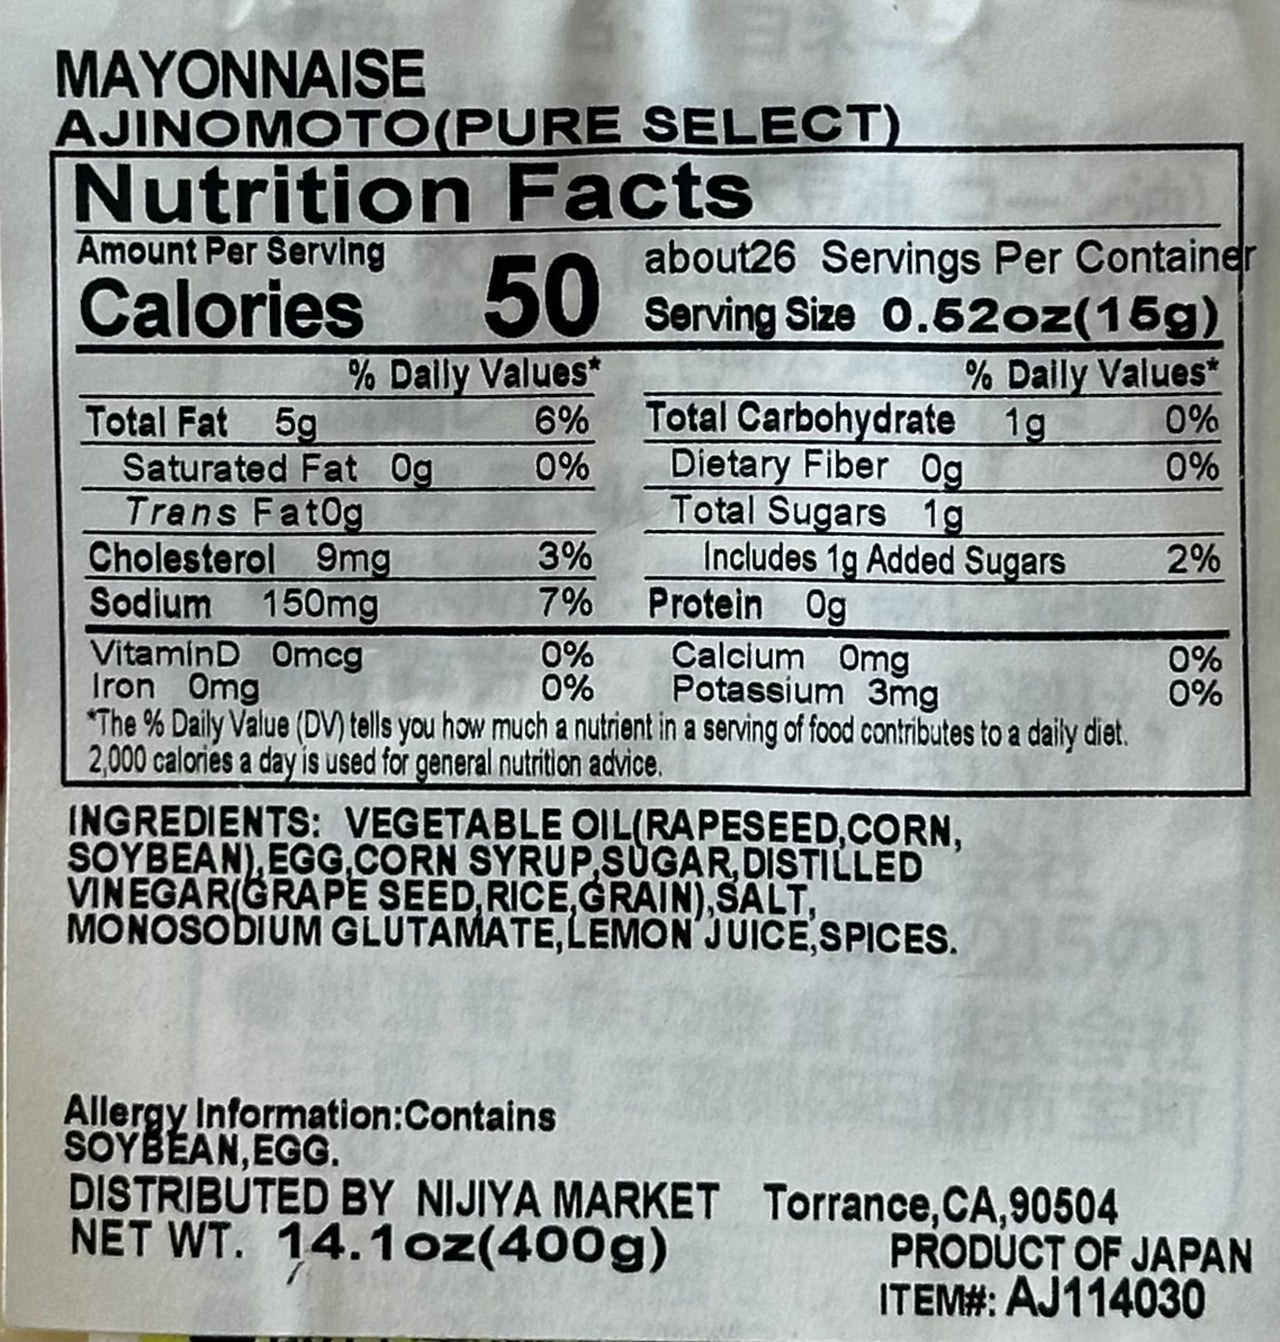 MAYONNAISE
AJINOMOTO(PURE SELECT)
Nutrition Facts
Amount Per Serving
Calories 50
about26 Servings Per Container
Serving Size 0.52oz(15g)
% Daily Values*
Total Fat 5g 6%
Saturated Fat 0g 0%
Trans Fat0g
Cholesterol 9mg 3%
Sodium 150mg 7%
% Daily Values*
Total Carbohydrate 1g 0%
Dietary Fiber 0g 0%
Total Sugars 1g
Includes 1g Added Sugars 2%
Protein 0g
VitaminD 0mcg 0% Calcium 0mg 0%
Iron 0mg 0% Potassium 3mg 0%
*The % Daily Value (DV) tells you how much a nutrient in a serving of food contributes to a daily diet.
2,000 calories a day is used for general nutrition advice.
INGREDIENTS: VEGETABLE OIL(RAPESEED,CORN,
SOYBEAN),EGG,CORN SYRUP,SUGAR,DISTILLED
VINEGAR(GRAPE SEED,RICE,GRAIN),SALT,
MONOSODIUM GLUTAMATE,LEMON JUICE,SPICES.
Allergy Information:Contains
SOYBEAN,EGG.
DISTRIBUTED BY NIJIYA MARKET Torrance,CA,90504
NET WT. 14.1oz(400g)
PRODUCT OF JAPAN
ITEM#: AJ114030